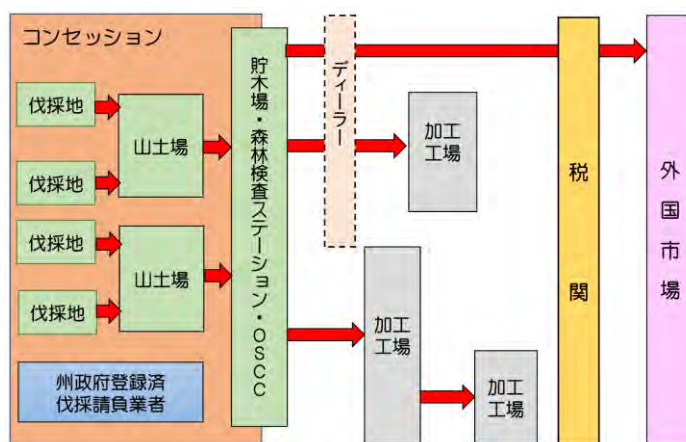 コンセッション
伐採地
伐採地
伐採地
伐採地
山土場
山土場
州政府登録済
伐採請負業者
貯木場・森林検査ステーション・OSCC
ディーラー
加工
工場
加工
工場
加工
工場
税関
外国市場